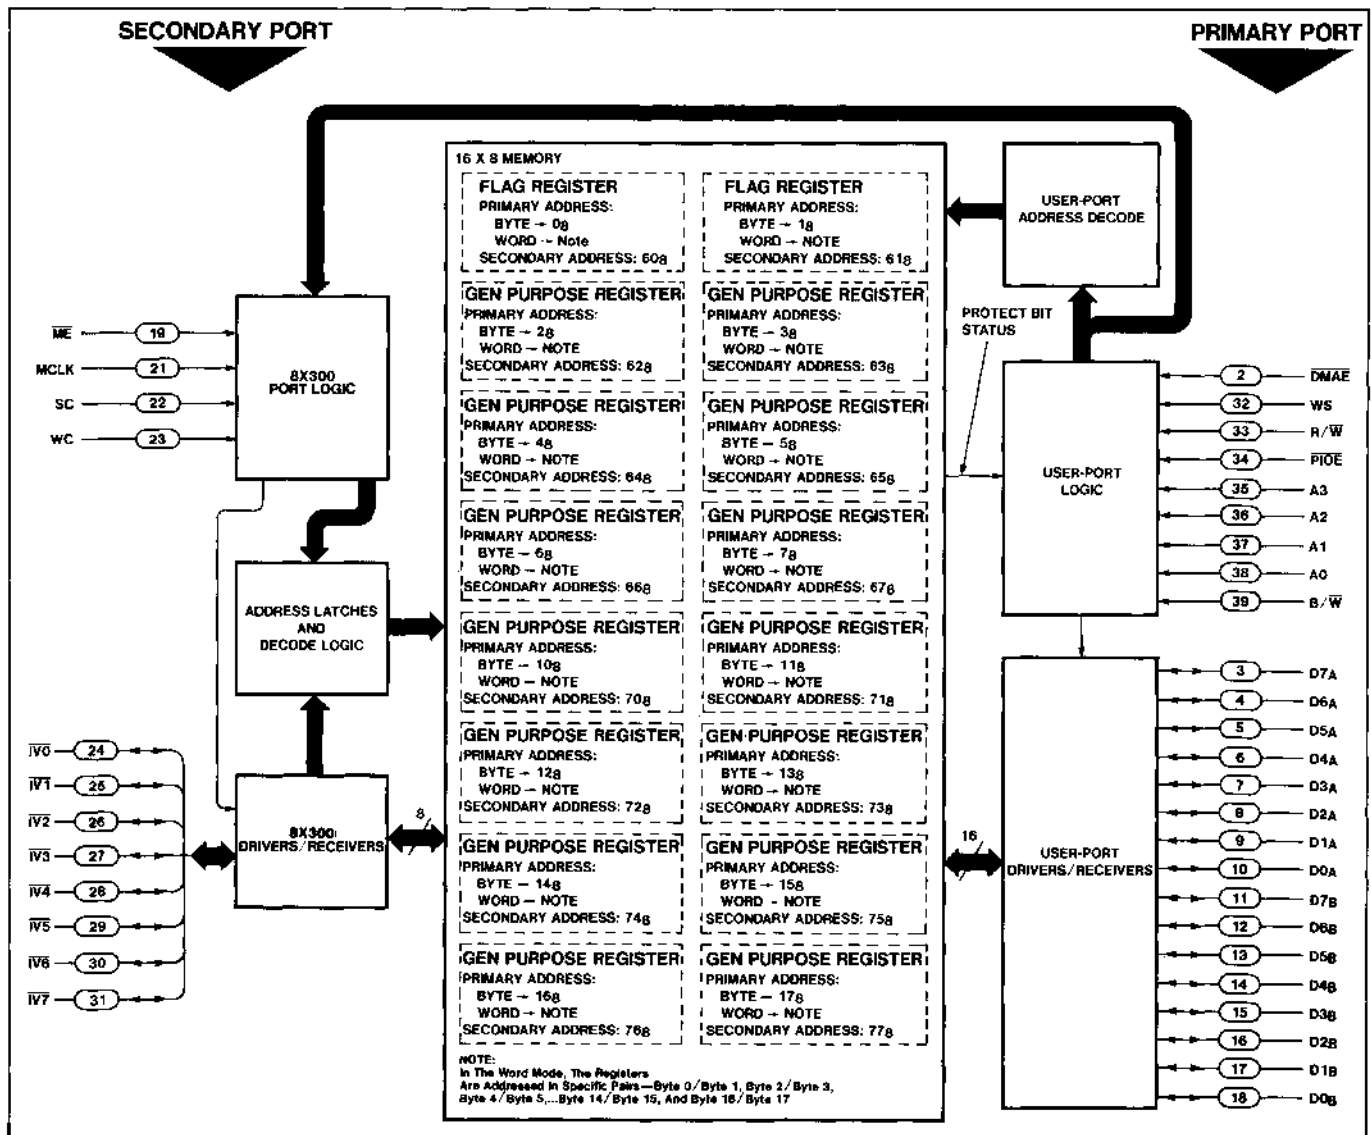 SECONDARY PORT
PRIMARY PORT
16 X 8 MEMORY
FLAG REGISTER
PRIMARY ADDRESS:
BYTE – 0₈
WORD – Note
SECONDARY ADDRESS: 60₈
FLAG REGISTER
PRIMARY ADDRESS:
BYTE – 1₈
WORD – NOTE
SECONDARY ADDRESS: 61₈
GEN PURPOSE REGISTER
PRIMARY ADDRESS:
BYTE – 2₈
WORD – NOTE
SECONDARY ADDRESS: 62₈
GEN PURPOSE REGISTER
PRIMARY ADDRESS:
BYTE – 3₈
WORD – NOTE
SECONDARY ADDRESS: 63₈
GEN PURPOSE REGISTER
PRIMARY ADDRESS:
BYTE – 4₈
WORD – NOTE
SECONDARY ADDRESS: 64₈
GEN PURPOSE REGISTER
PRIMARY ADDRESS:
BYTE – 5₈
WORD – NOTE
SECONDARY ADDRESS: 65₈
GEN PURPOSE REGISTER
PRIMARY ADDRESS:
BYTE – 6₈
WORD – NOTE
SECONDARY ADDRESS: 66₈
GEN PURPOSE REGISTER
PRIMARY ADDRESS:
BYTE – 7₈
WORD – NOTE
SECONDARY ADDRESS: 67₈
GEN PURPOSE REGISTER
PRIMARY ADDRESS:
BYTE – 10₈
WORD – NOTE
SECONDARY ADDRESS: 70₈
GEN PURPOSE REGISTER
PRIMARY ADDRESS:
BYTE – 11₈
WORD – NOTE
SECONDARY ADDRESS: 71₈
GEN PURPOSE REGISTER
PRIMARY ADDRESS:
BYTE – 12₈
WORD – NOTE
SECONDARY ADDRESS: 72₈
GEN PURPOSE REGISTER
PRIMARY ADDRESS:
BYTE – 13₈
WORD – NOTE
SECONDARY ADDRESS: 73₈
GEN PURPOSE REGISTER
PRIMARY ADDRESS:
BYTE – 14₈
WORD – NOTE
SECONDARY ADDRESS: 74₈
GEN PURPOSE REGISTER
PRIMARY ADDRESS:
BYTE – 15₈
WORD - NOTE
SECONDARY ADDRESS: 75₈
GEN PURPOSE REGISTER
PRIMARY ADDRESS:
BYTE – 16₈
WORD – NOTE
SECONDARY ADDRESS: 76₈
GEN PURPOSE REGISTER
PRIMARY ADDRESS:
BYTE – 17₈
WORD – NOTE
SECONDARY ADDRESS: 77₈
NOTE:
In The Word Mode, The Registers
Are Addressed In Specific Pairs—Byte 0/Byte 1, Byte 2/Byte 3,
Byte 4/Byte 5,...Byte 14/Byte 15, And Byte 16/Byte 17
M̅E̅ 19
MCLK 21
SC 22
WC 23
8X300
PORT LOGIC
ADDRESS LATCHES
AND
DECODE LOGIC
8X300
DRIVERS/RECEIVERS
8
I̅V̅0̅ 24
I̅V̅1̅ 25
I̅V̅2̅ 26
I̅V̅3̅ 27
I̅V̅4̅ 28
I̅V̅5̅ 29
I̅V̅6̅ 30
I̅V̅7̅ 31
USER-PORT
ADDRESS DECODE
PROTECT BIT
STATUS
USER-PORT
LOGIC
2 D̅M̅A̅E̅
32 WS
33 R/W̅
34 P̅I̅O̅E̅
35 A3
36 A2
37 A1
38 A0
39 B/W̅
16
USER-PORT
DRIVERS/RECEIVERS
3 D7A
4 D6A
5 D5A
6 D4A
7 D3A
8 D2A
9 D1A
10 D0A
11 D7B
12 D6B
13 D5B
14 D4B
15 D3B
16 D2B
17 D1B
18 D0B